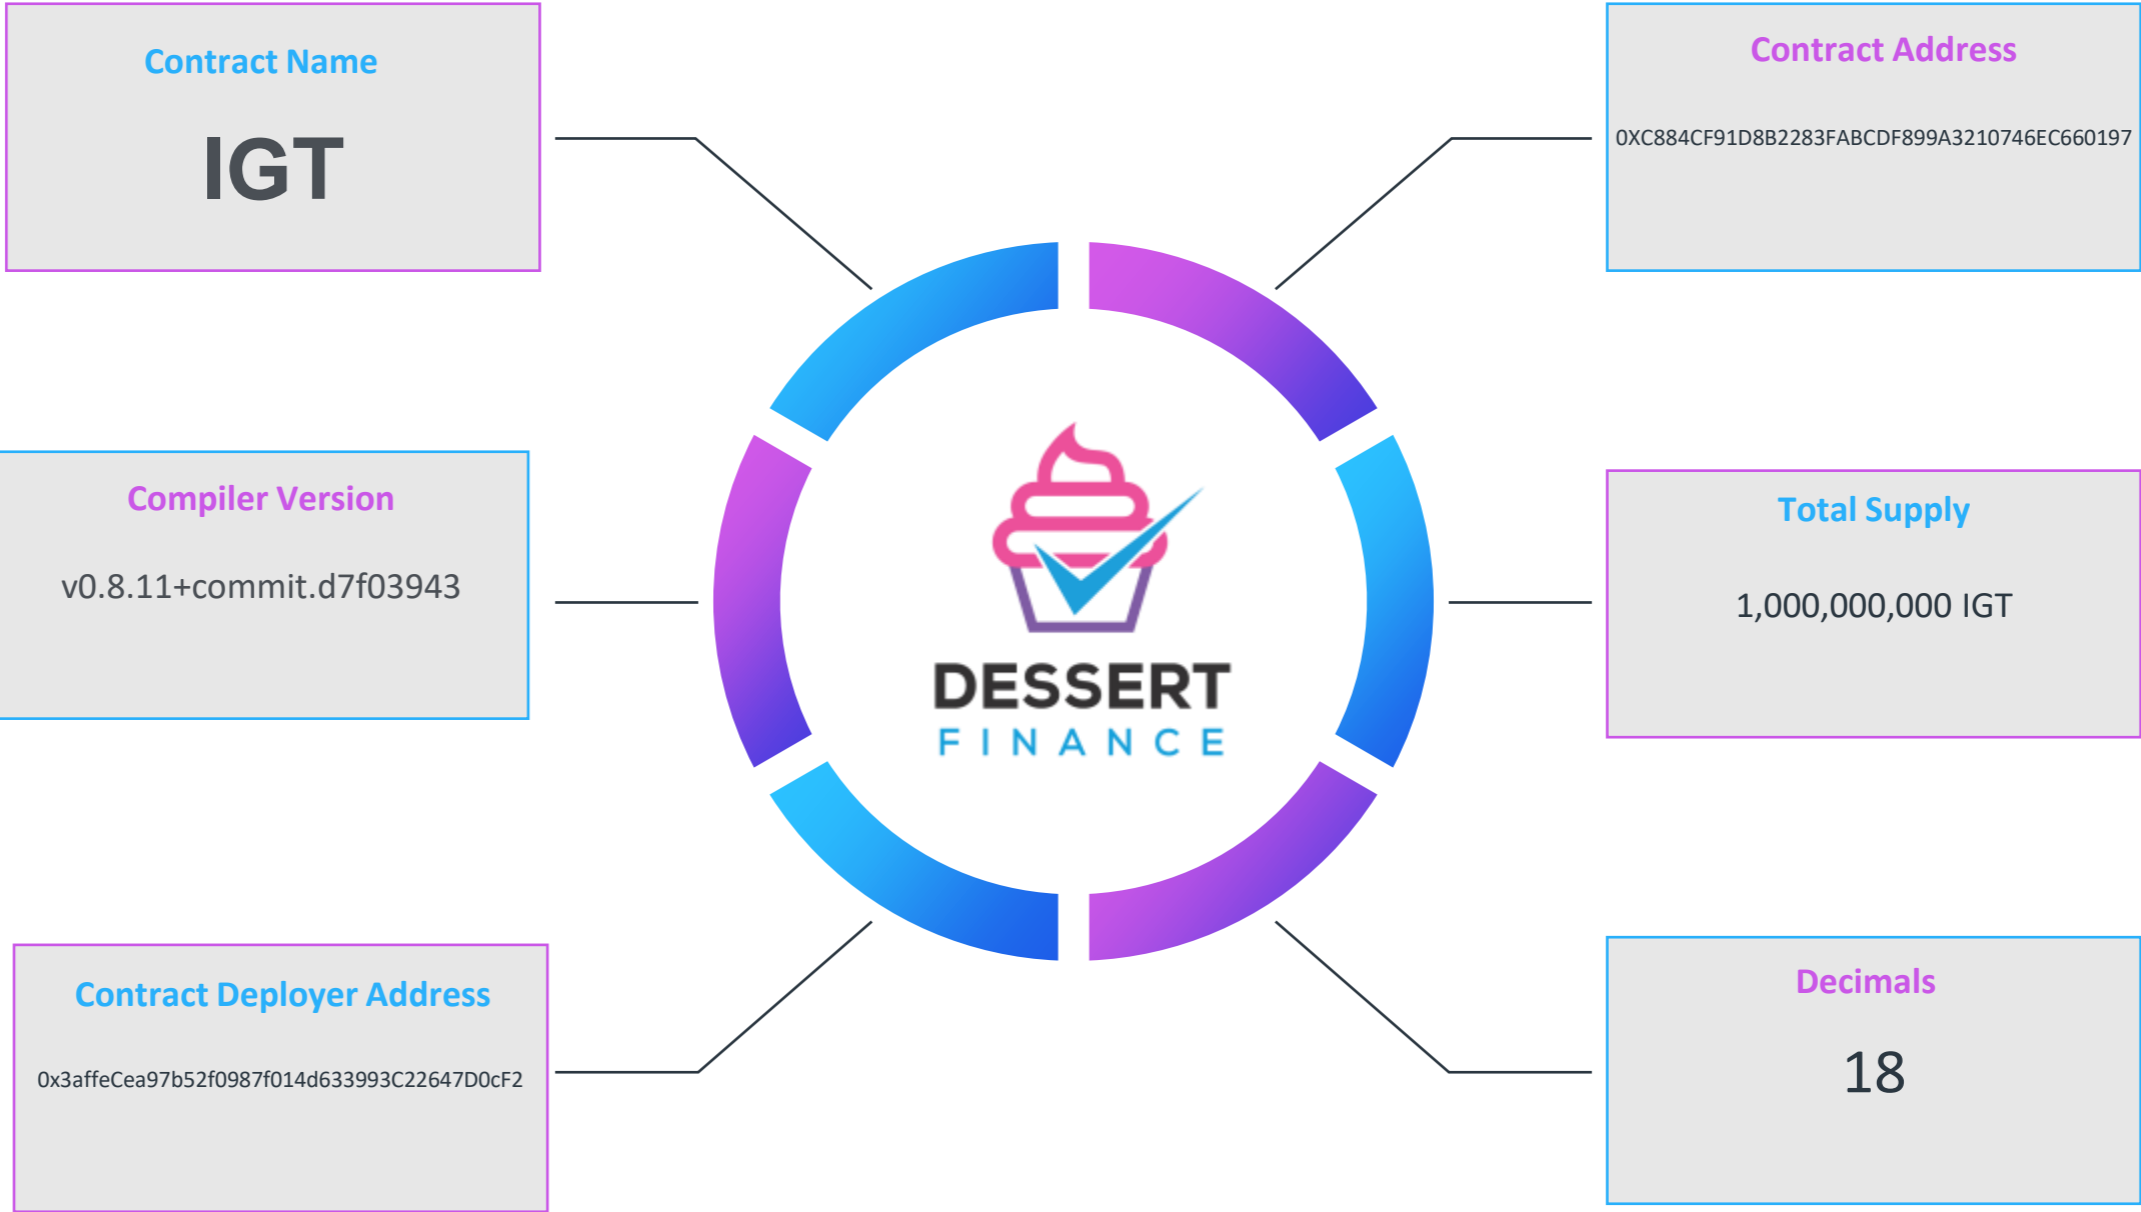 Contract Name
IGT
Contract Address
0XC884CF91D8B2283FABCDF899A3210746EC660197
Compiler Version
v0.8.11+commit.d7f03943
Total Supply
1,000,000,000 IGT
DESSERT
FINANCE
Contract Deployer Address
0x3affeCea97b52f0987f014d633993C22647D0cF2
Decimals
18